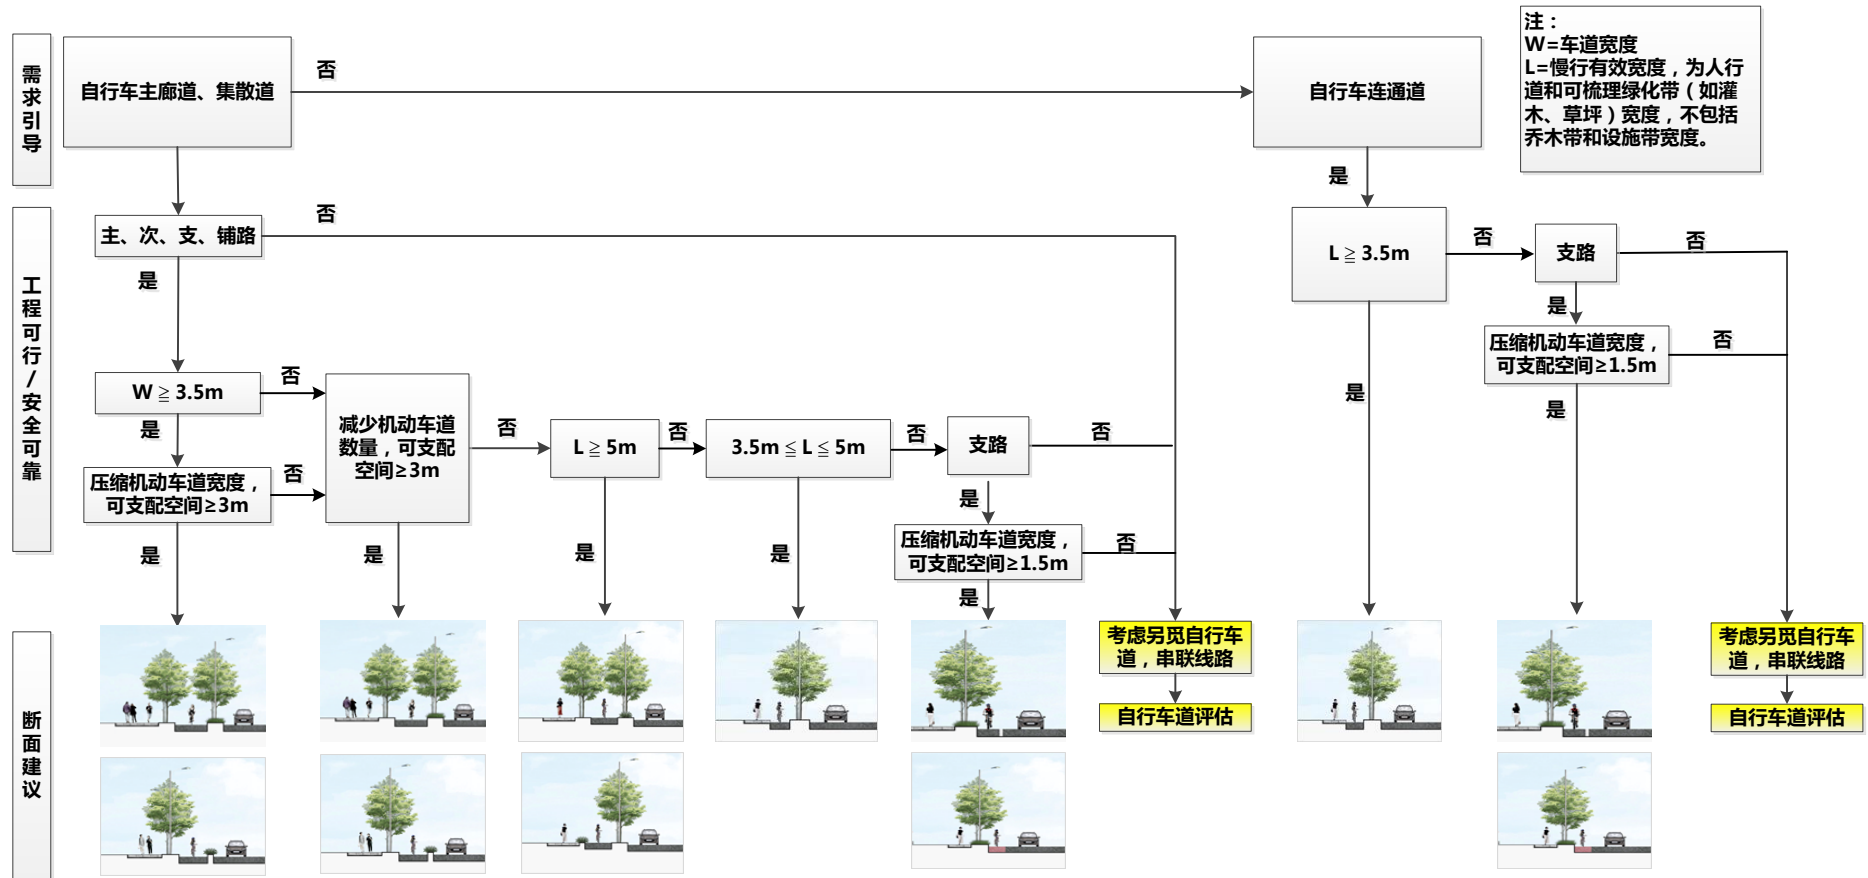 需求引导
自行车主廊道、集散道
否
自行车连通道
注：
W=车道宽度
L=慢行有效宽度，为人行
道和可梳理绿化带（如灌
木、草坪）宽度，不包括
乔木带和设施带宽度。
是
工程可行/安全可靠
主、次、支、铺路
否
是
L ≧ 3.5m
否
支路
否
是
是
压缩机动车道宽度，
可支配空间≥1.5m
否
是
W ≧ 3.5m
否
是
压缩机动车道宽度，
可支配空间≥3m
否
是
减少机动车道
数量，可支配
空间≥3m
否
是
L ≧ 5m
否
是
3.5m ≦ L ≦ 5m
否
是
支路
否
是
压缩机动车道宽度，
可支配空间≥1.5m
否
是
断面建议
考虑另觅自行车
道，串联线路
自行车道评估
考虑另觅自行车
道，串联线路
自行车道评估